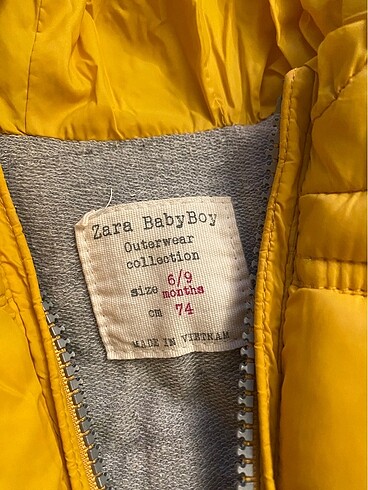 Zara BabyBoy
Outerwear
collection
size 6/9 months
cm 74
MADE IN VIETNAM